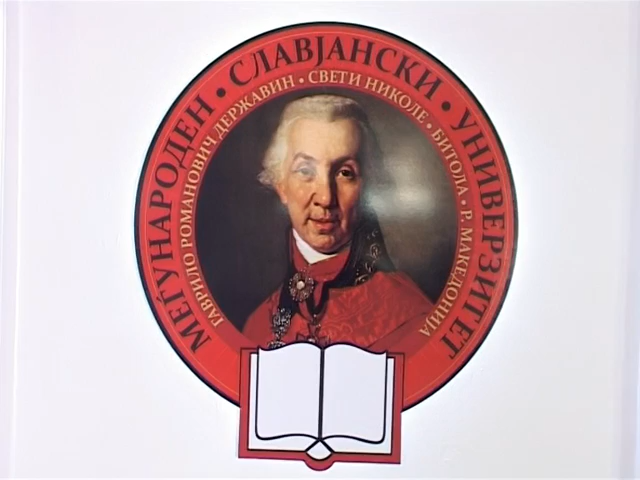 МЕЃУНАРОДЕН • СЛАВЈАНСКИ • УНИВЕРЗИТЕТ
ГАВРИЛО РОМАНОВИЧ ДЕРЖАВИН • СВЕТИ НИКОЛЕ • БИТОЛА • Р. МАКЕДОНИЈА